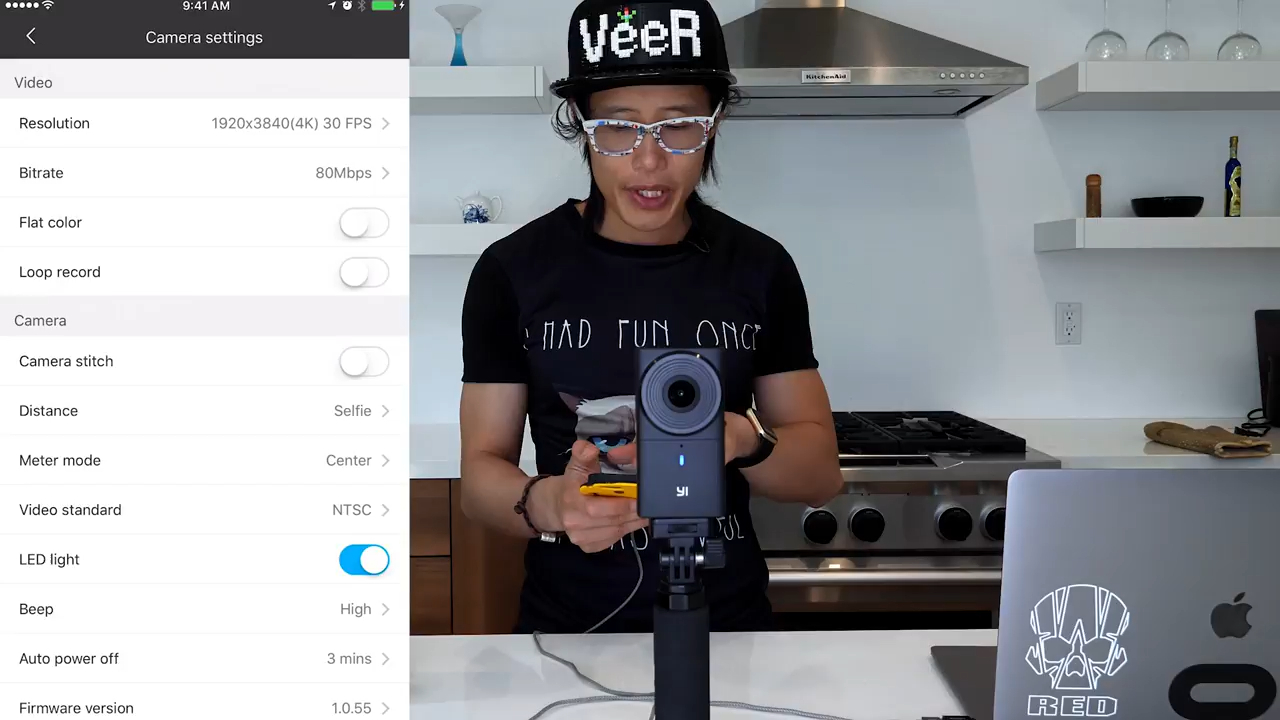 9:41 AM
Camera settings
Video
Resolution 1920x3840(4K) 30 FPS
Bitrate 80Mbps
Flat color
Loop record
Camera
Camera stitch
Distance Selfie
Meter mode Center
Video standard NTSC
LED light
Beep High
Auto power off 3 mins
Firmware version 1.0.55
VeeR
KitchenAid
I HAD FUN ONCE
YI
RED